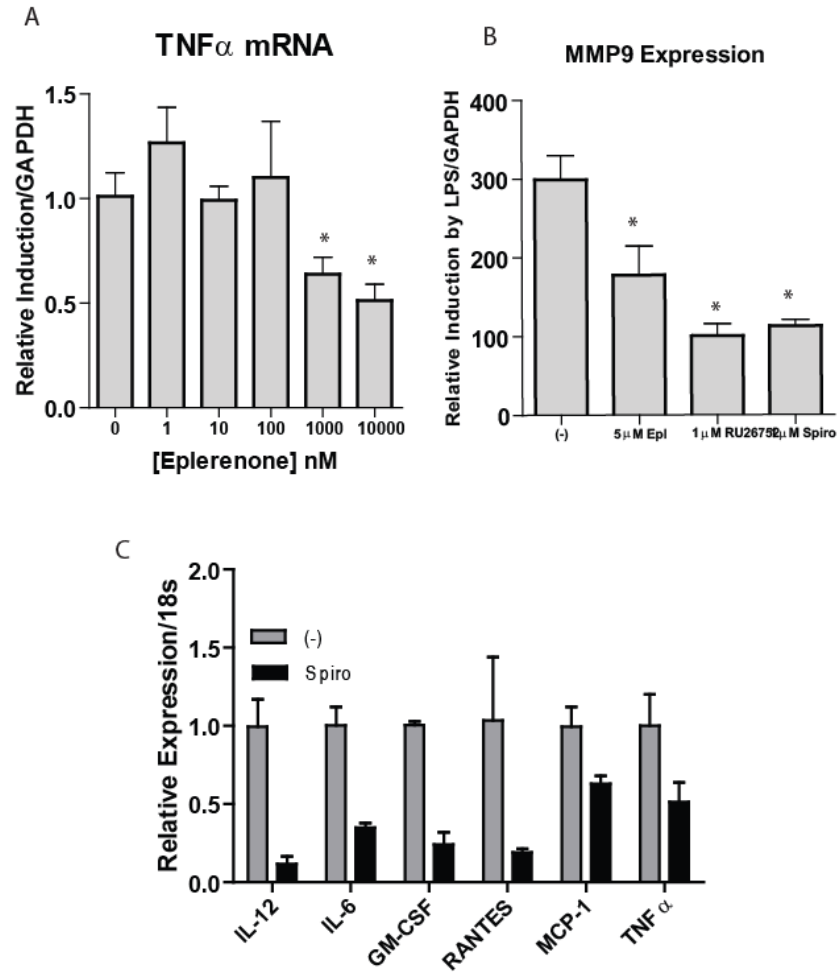 A
TNFα mRNA
Relative Induction/GAPDH
1.5
1.0
0.5
0.0
*
*
0 1 10 100 1000 10000
[Eplerenone] nM
B
MMP9 Expression
Relative Induction by LPS/GAPDH
400
300
200
100
0
*
*
*
(-) 5μM Epl 1μM RU26752 μM Spiro
C
Relative Expression/18s
2.0
1.5
1.0
0.5
0.0
(-)
Spiro
IL-12 IL-6 GM-CSF RANTES MCP-1 TNFα